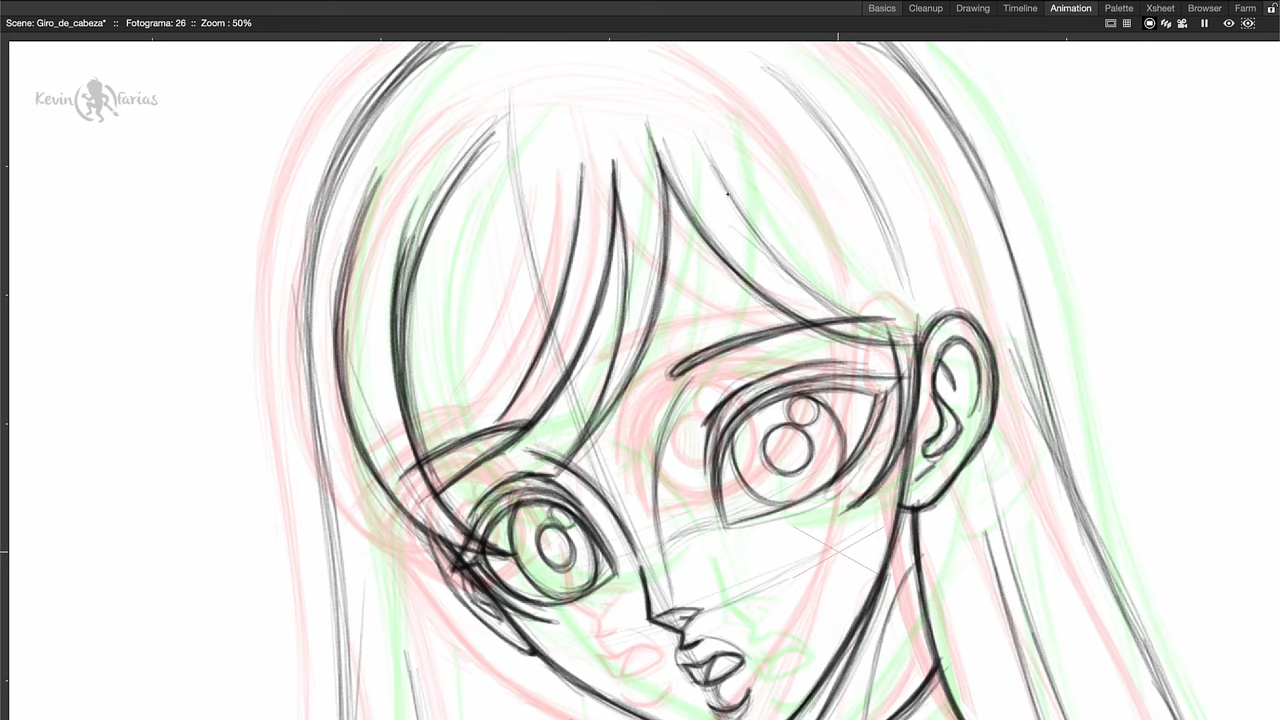 Basics Cleanup Drawing Timeline Animation Palette Xsheet Browser Farm
Scene: Giro_de_cabeza* :: Fotograma: 26 :: Zoom : 50%
Kevin farias